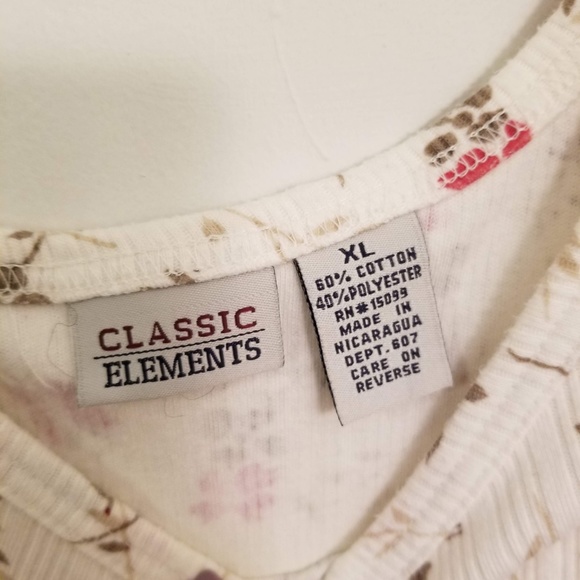 CLASSIC
ELEMENTS
XL
60% COTTON
40%POLYESTER
RN#15099
MADE IN
NICARAGUA
DEPT.607
CARE ON
REVERSE